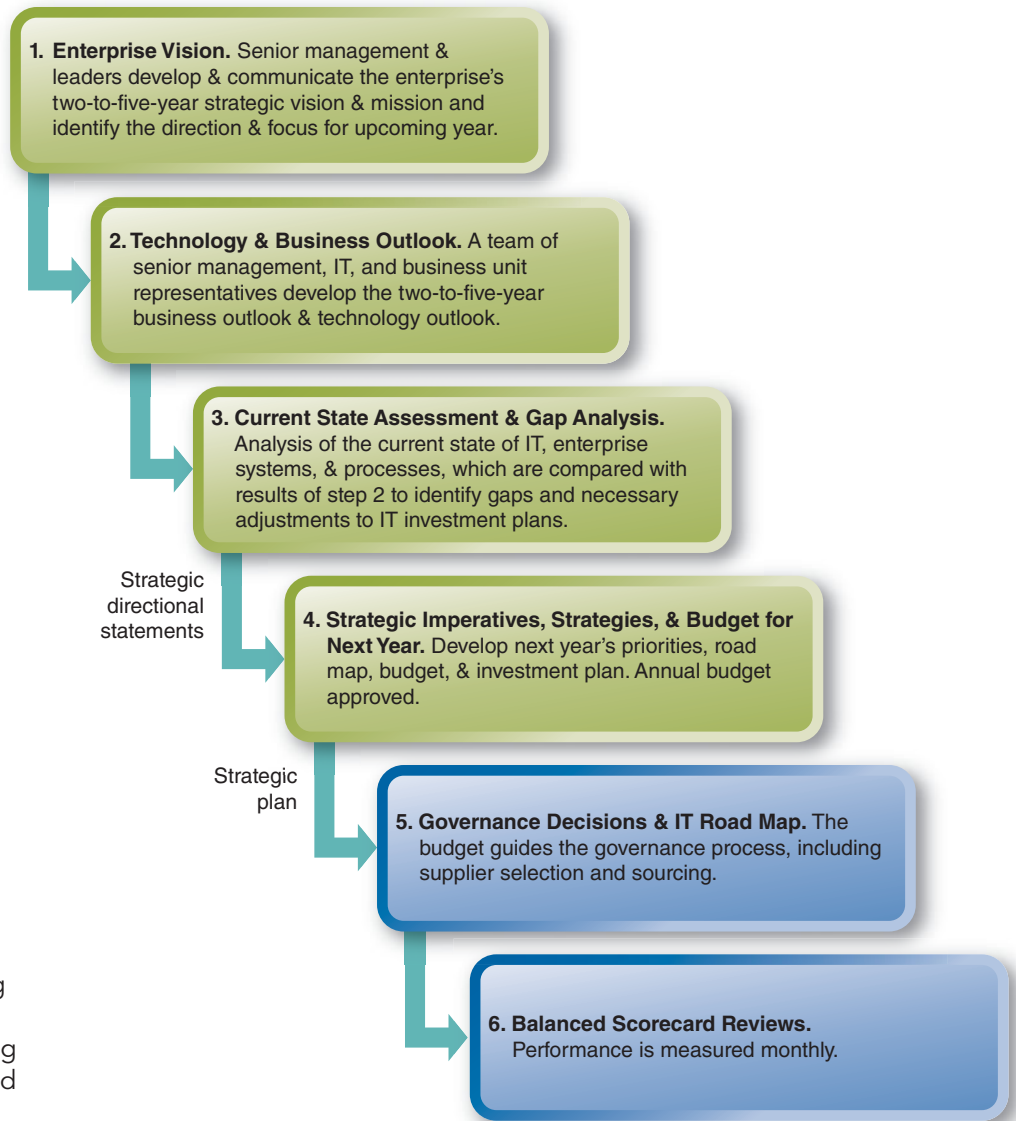 1. Enterprise Vision. Senior management &
leaders develop & communicate the enterprise's
two-to-five-year strategic vision & mission and
identify the direction & focus for upcoming year.
2. Technology & Business Outlook. A team of
senior management, IT, and business unit
representatives develop the two-to-five-year
business outlook & technology outlook.
3. Current State Assessment & Gap Analysis.
Analysis of the current state of IT, enterprise
systems, & processes, which are compared with
results of step 2 to identify gaps and necessary
adjustments to IT investment plans.
Strategic
directional
statements
4. Strategic Imperatives, Strategies, & Budget for
Next Year. Develop next year's priorities, road
map, budget, & investment plan. Annual budget
approved.
Strategic
plan
5. Governance Decisions & IT Road Map. The
budget guides the governance process, including
supplier selection and sourcing.
6. Balanced Scorecard Reviews.
Performance is measured monthly.